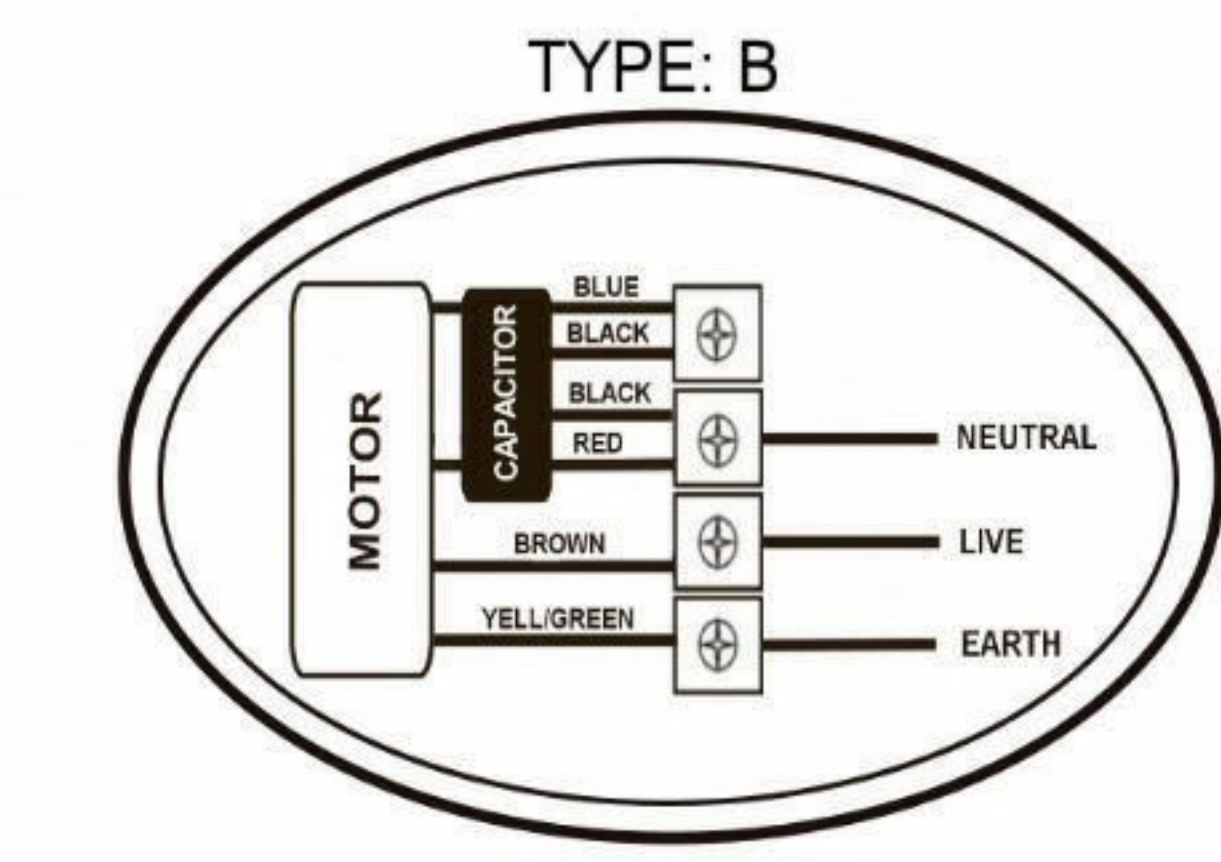 TYPE: B
BLUE
BLACK
BLACK
RED
CAPACITOR
MOTOR
BROWN
YELL/GREEN
NEUTRAL
LIVE
EARTH